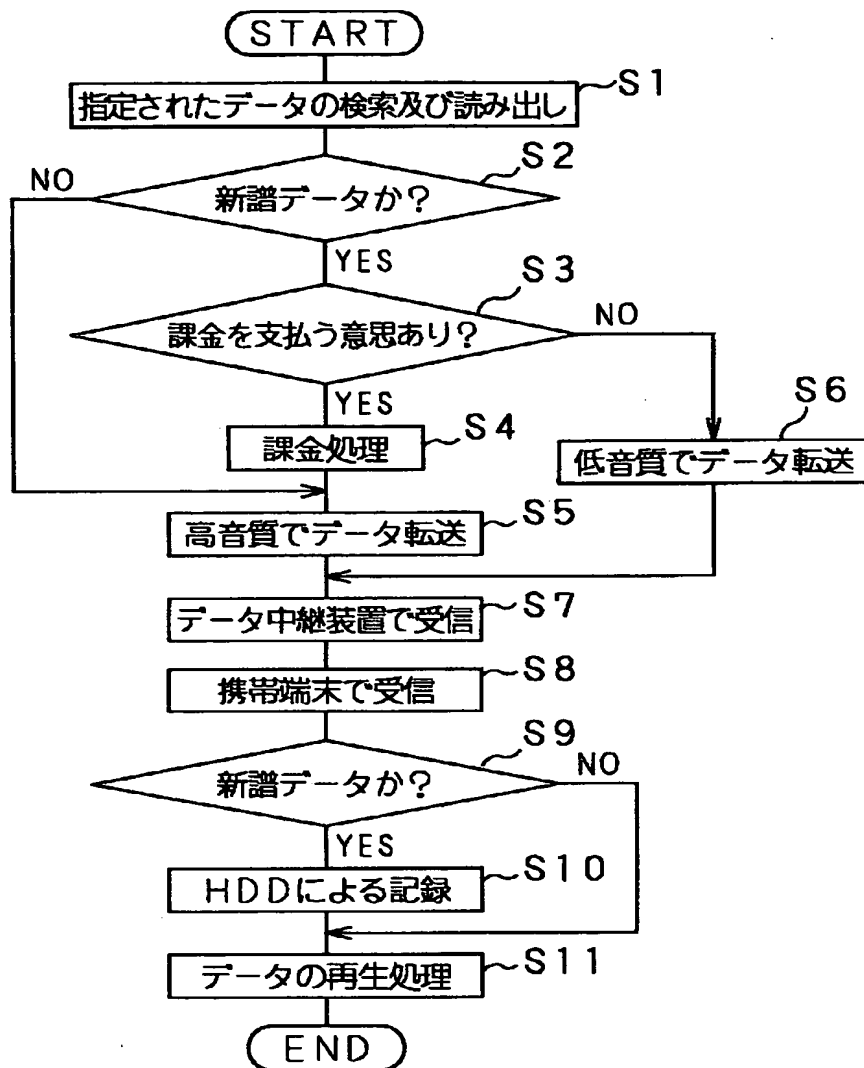 START
指定されたデータの検索及び読み出し
S1
S2
NO
新譜データか?
YES
S3
課金を支払う意思あり?
NO
YES
S4
課金処理
S6
低音質でデータ転送
S5
高音質でデータ転送
S7
データ中継装置で受信
S8
携帯端末で受信
S9
新譜データか?
NO
YES
S10
HDDによる記録
S11
データの再生処理
END